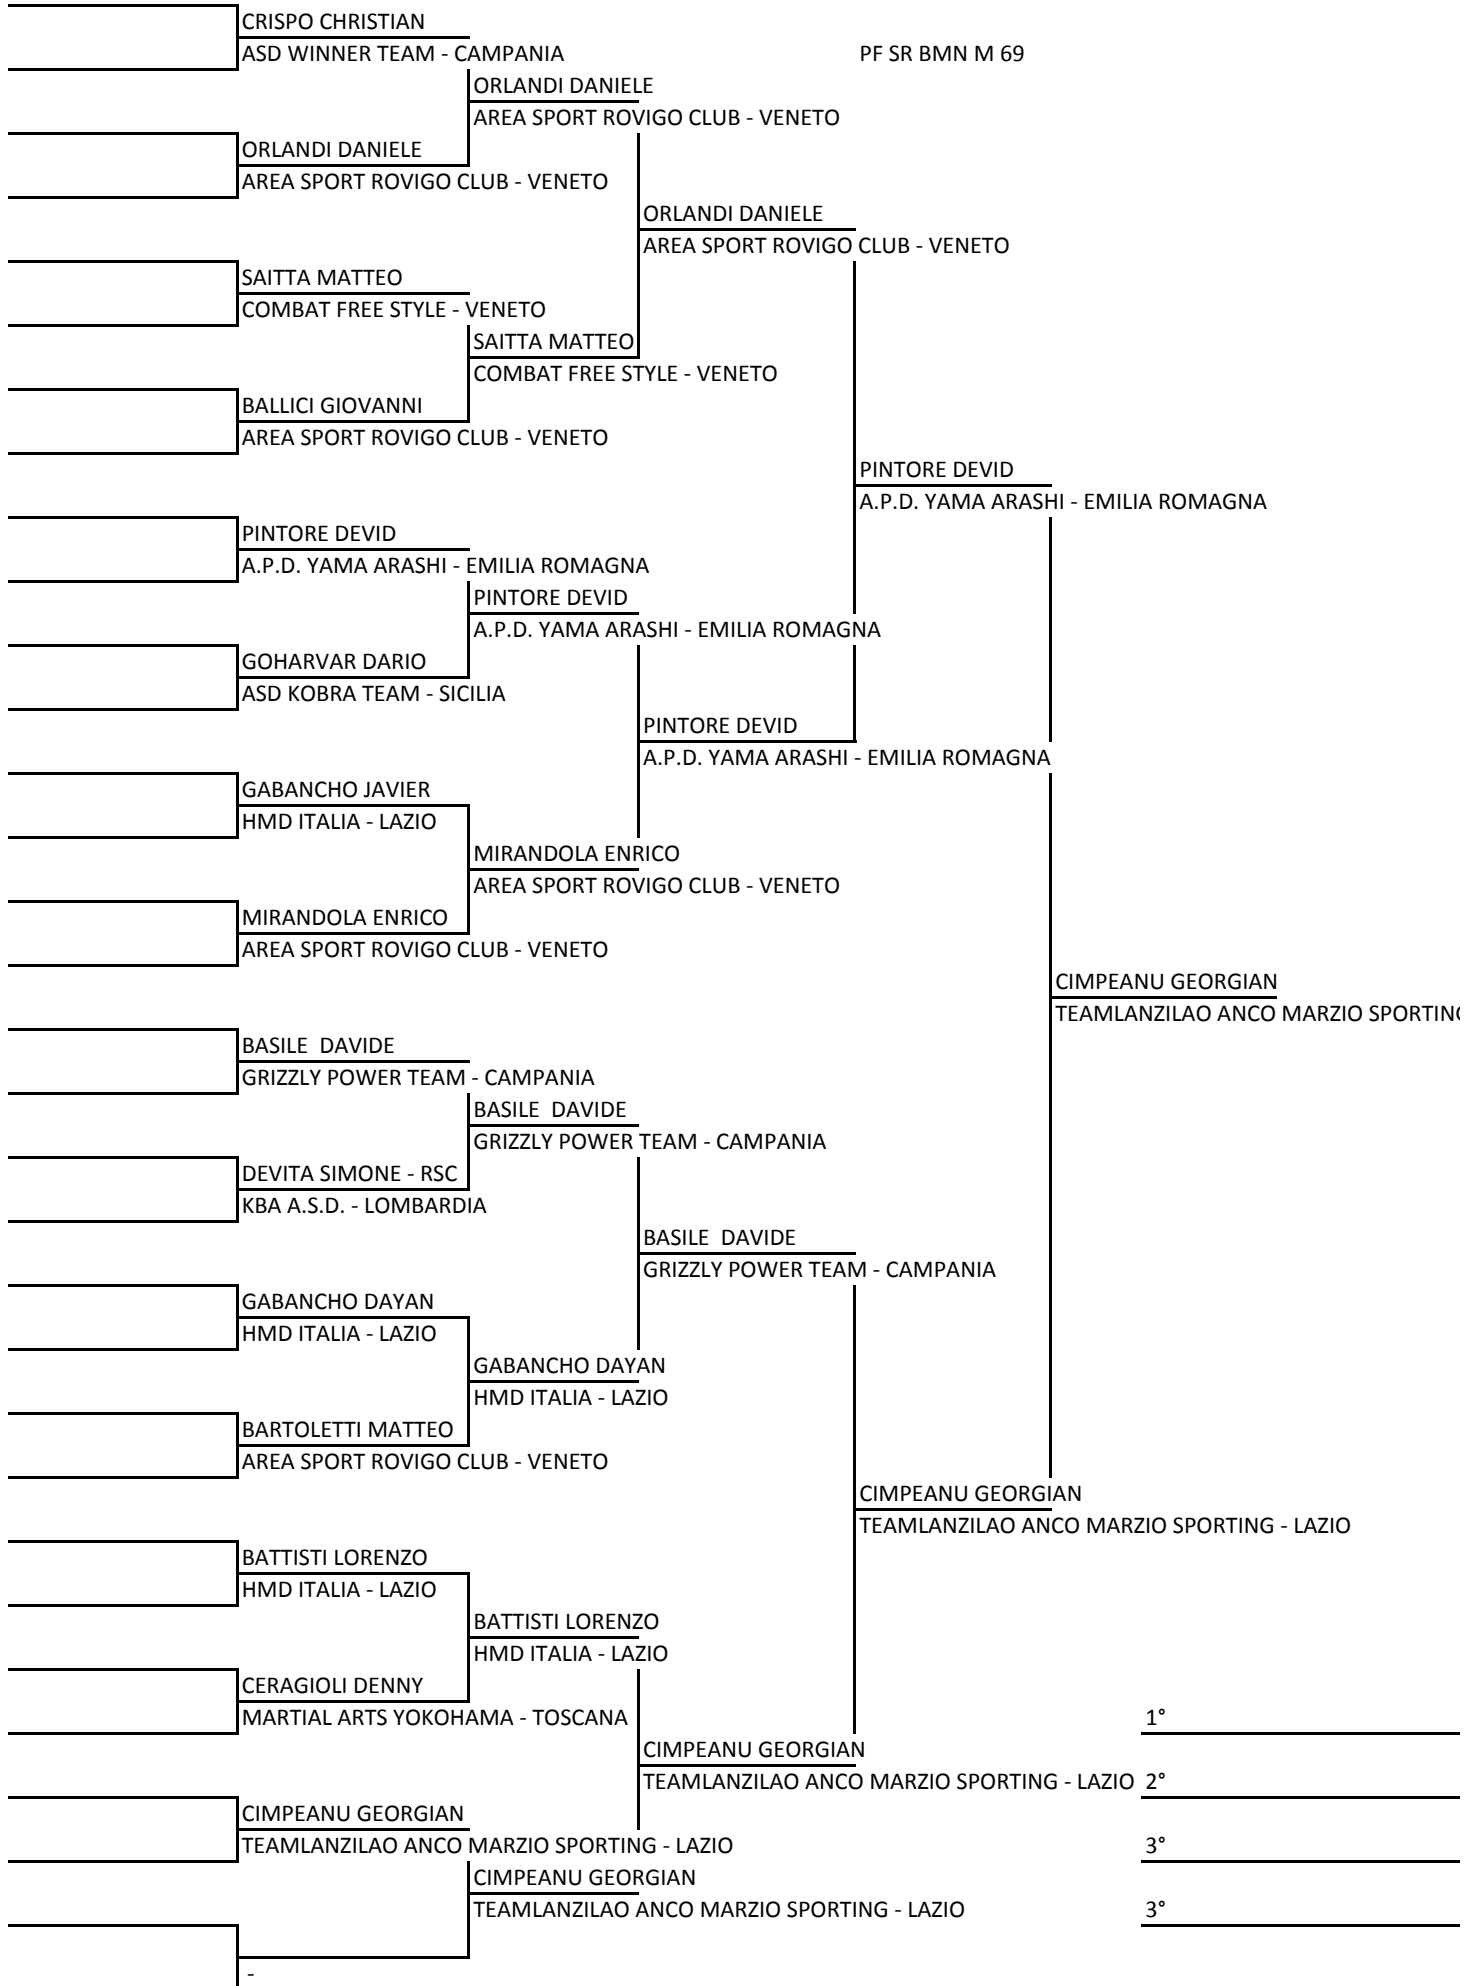 CRISPO CHRISTIAN
ASD WINNER TEAM - CAMPANIA
PF SR BMN M 69
ORLANDI DANIELE
AREA SPORT ROVIGO CLUB - VENETO
ORLANDI DANIELE
AREA SPORT ROVIGO CLUB - VENETO
ORLANDI DANIELE
AREA SPORT ROVIGO CLUB - VENETO
SAITTA MATTEO
COMBAT FREE STYLE - VENETO
SAITTA MATTEO
COMBAT FREE STYLE - VENETO
BALLICI GIOVANNI
AREA SPORT ROVIGO CLUB - VENETO
PINTORE DEVID
A.P.D. YAMA ARASHI - EMILIA ROMAGNA
PINTORE DEVID
A.P.D. YAMA ARASHI - EMILIA ROMAGNA
PINTORE DEVID
A.P.D. YAMA ARASHI - EMILIA ROMAGNA
GOHARVAR DARIO
ASD KOBRA TEAM - SICILIA
PINTORE DEVID
A.P.D. YAMA ARASHI - EMILIA ROMAGNA
GABANCHO JAVIER
HMD ITALIA - LAZIO
MIRANDOLA ENRICO
AREA SPORT ROVIGO CLUB - VENETO
MIRANDOLA ENRICO
AREA SPORT ROVIGO CLUB - VENETO
CIMPEANU GEORGIAN
TEAMLANZILAO ANCO MARZIO SPORTING
BASILE  DAVIDE
GRIZZLY POWER TEAM - CAMPANIA
BASILE  DAVIDE
GRIZZLY POWER TEAM - CAMPANIA
DEVITA SIMONE - RSC
KBA A.S.D. - LOMBARDIA
BASILE  DAVIDE
GRIZZLY POWER TEAM - CAMPANIA
GABANCHO DAYAN
HMD ITALIA - LAZIO
GABANCHO DAYAN
HMD ITALIA - LAZIO
BARTOLETTI MATTEO
AREA SPORT ROVIGO CLUB - VENETO
CIMPEANU GEORGIAN
TEAMLANZILAO ANCO MARZIO SPORTING - LAZIO
BATTISTI LORENZO
HMD ITALIA - LAZIO
BATTISTI LORENZO
HMD ITALIA - LAZIO
CERAGIOLI DENNY
MARTIAL ARTS YOKOHAMA - TOSCANA
1°
CIMPEANU GEORGIAN
TEAMLANZILAO ANCO MARZIO SPORTING - LAZIO
2°
CIMPEANU GEORGIAN
TEAMLANZILAO ANCO MARZIO SPORTING - LAZIO
3°
CIMPEANU GEORGIAN
TEAMLANZILAO ANCO MARZIO SPORTING - LAZIO
3°
-